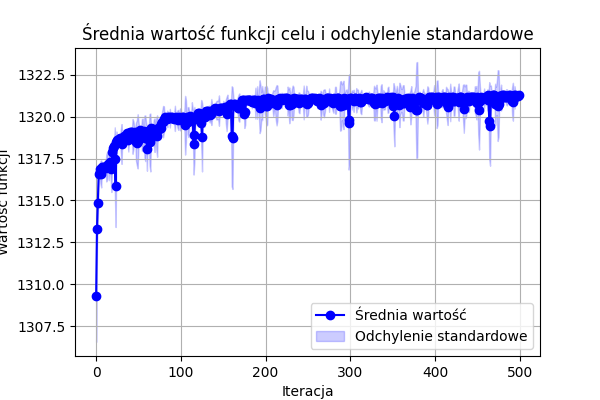 Średnia wartość funkcji celu i odchylenie standardowe
1322.5
1320.0
1317.5
1315.0
1312.5
1310.0
1307.5
Wartość funkcji
Średnia wartość
Odchylenie standardowe
0 100 200 300 400 500
Iteracja